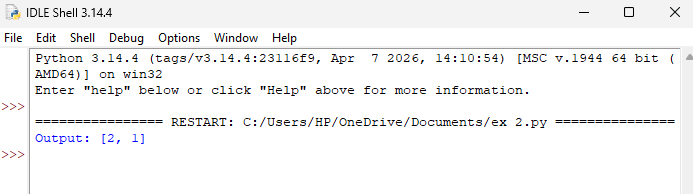 IDLE Shell 3.14.4
File Edit Shell Debug Options Window Help
Python 3.14.4 (tags/v3.14.4:23116f9, Apr  7 2026, 14:10:54) [MSC v.1944 64 bit (
AMD64)] on win32
Enter "help" below or click "Help" above for more information.
>>>
================ RESTART: C:/Users/HP/OneDrive/Documents/ex 2.py ===============
Output: [2, 1]
>>>